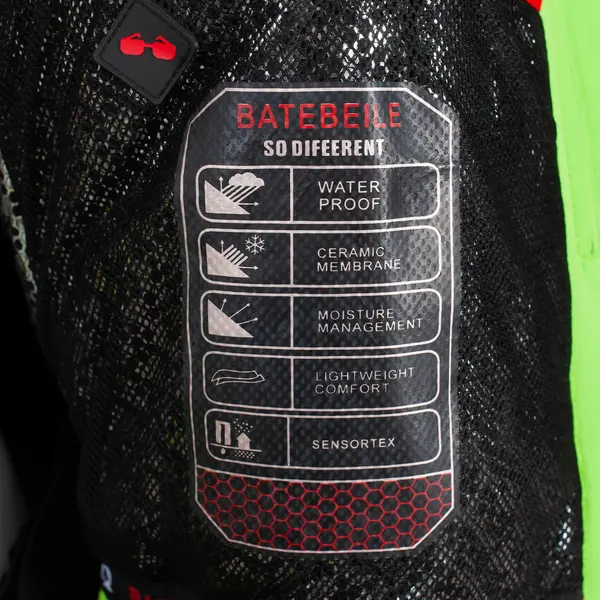 BATEBEILE
SO DIFEERENT
WATER
PROOF
CERAMIC
MEMBRANE
MOISTURE
MANAGEMENT
LIGHTWEIGHT
COMFORT
SENSORTEX